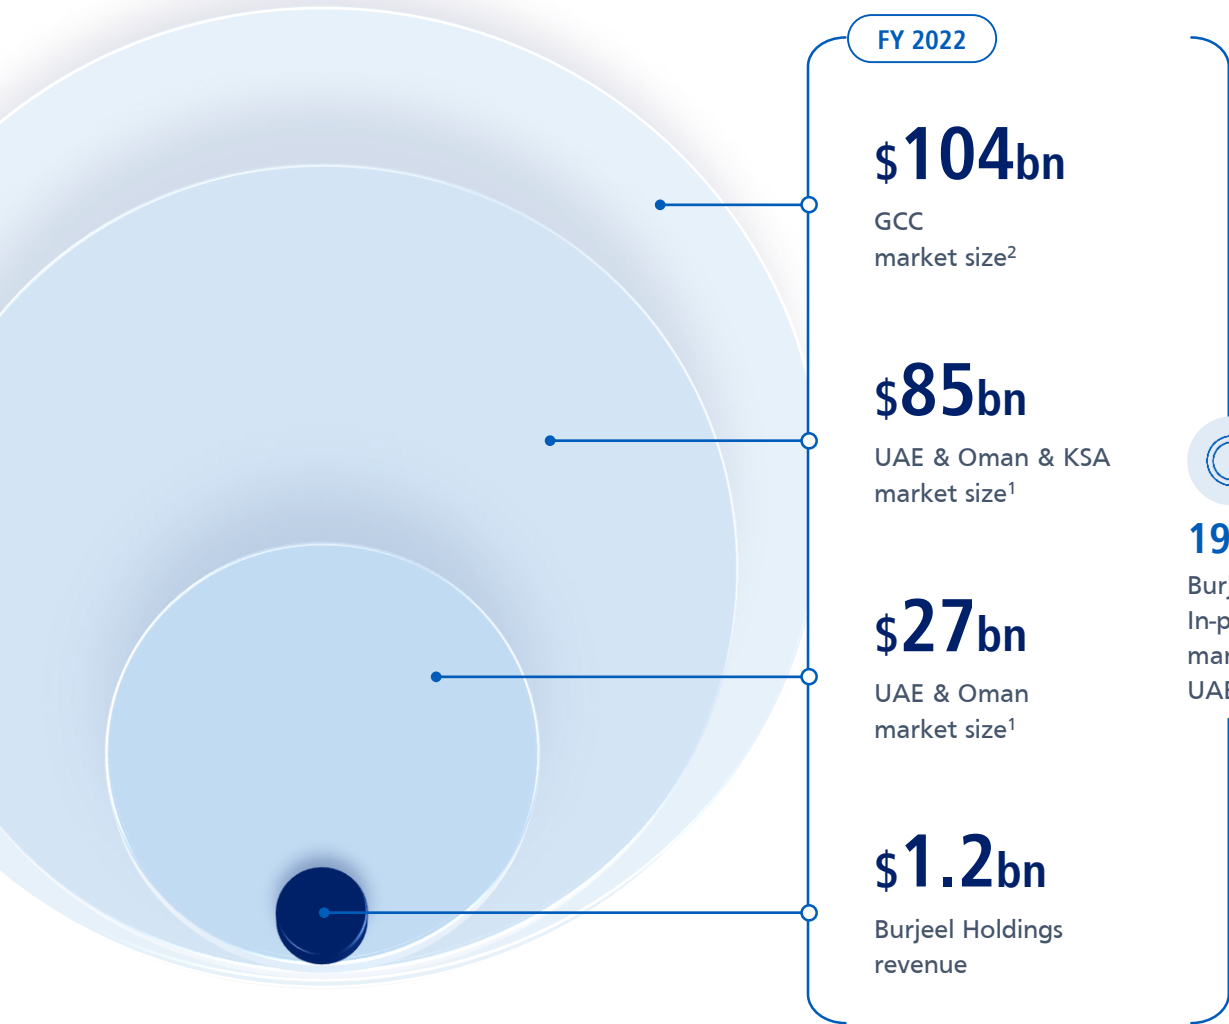 FY 2022
$104bn
GCC
market size²
$85bn
UAE & Oman & KSA
market size¹
$27bn
UAE & Oman
market size¹
$1.2bn
Burjeel Holdings
revenue
19